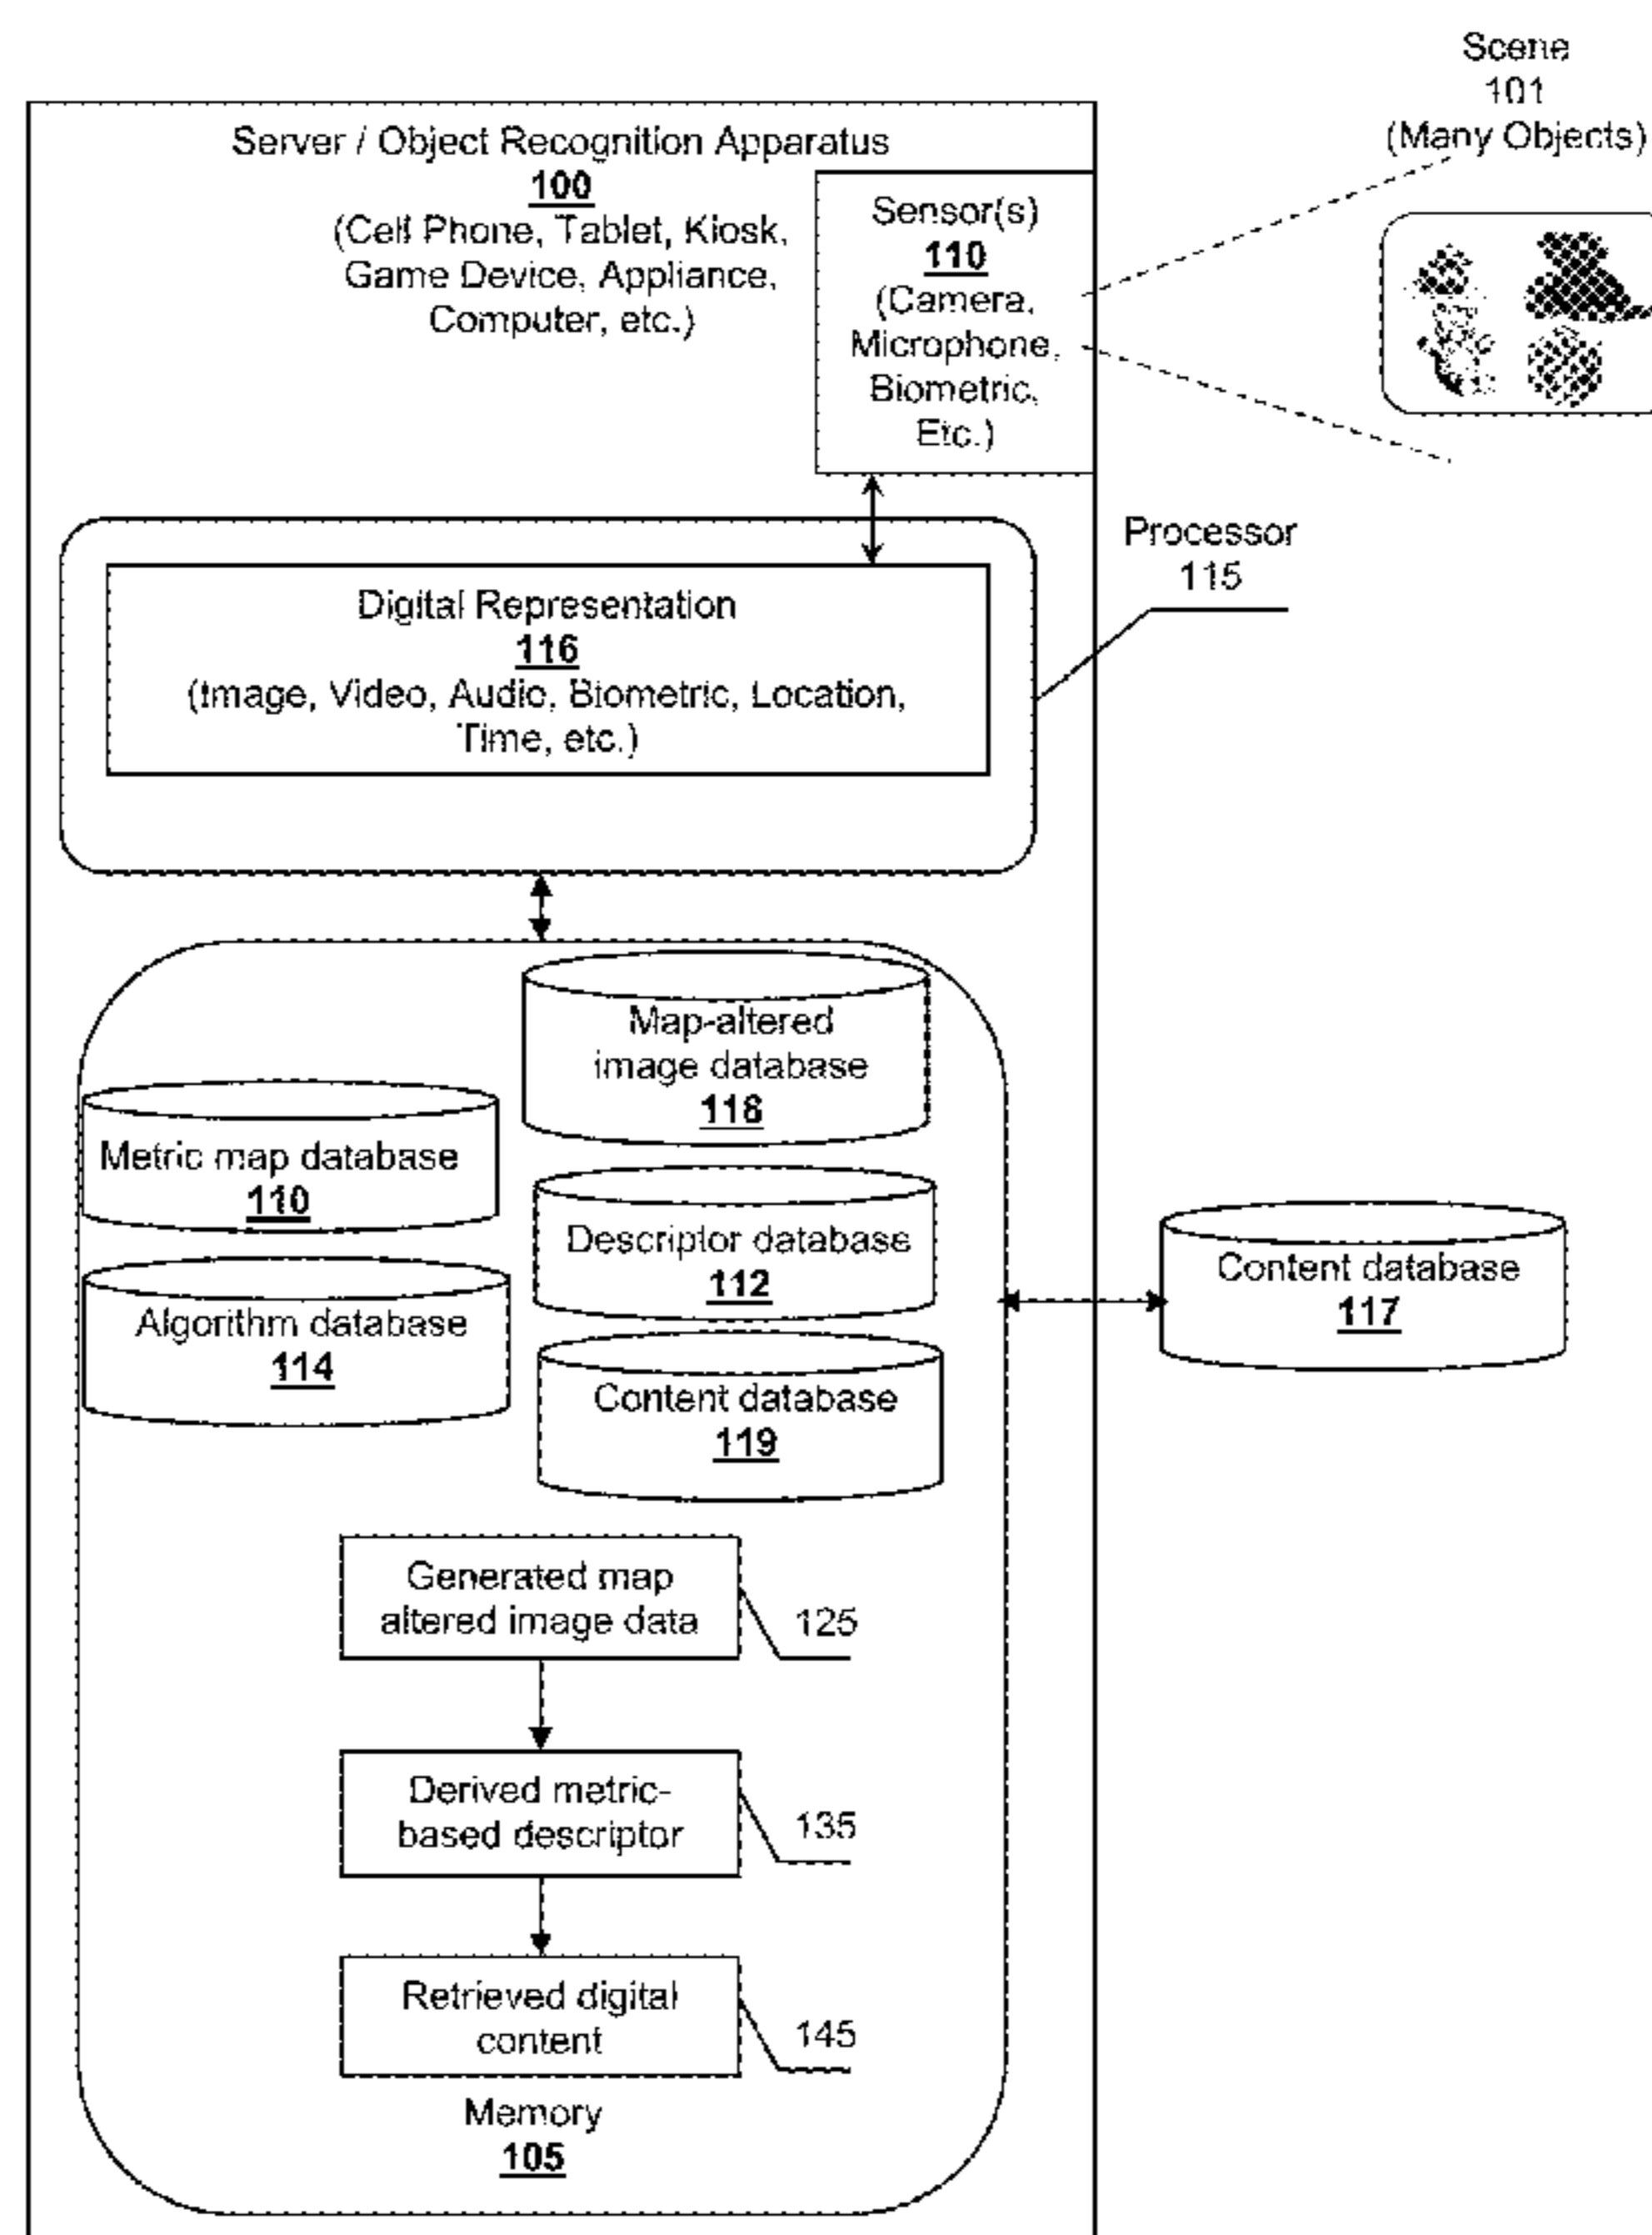 Scene
101
(Many Objects)
Server / Object Recognition Apparatus
100
(Cell Phone, Tablet, Kiosk,
Game Device, Appliance,
Computer, etc.)
Sensor(s)
110
(Camera,
Microphone,
Biometric,
Etc.)
Processor
115
Digital Representation
116
(Image, Video, Audio, Biometric, Location,
Time, etc.)
Map-altered
image database
118
Metric map database
110
Descriptor database
112
Algorithm database
114
Content database
119
Content database
117
Generated map
altered image data
125
Derived metric-
based descriptor
135
Retrieved digital
content
145
Memory
105